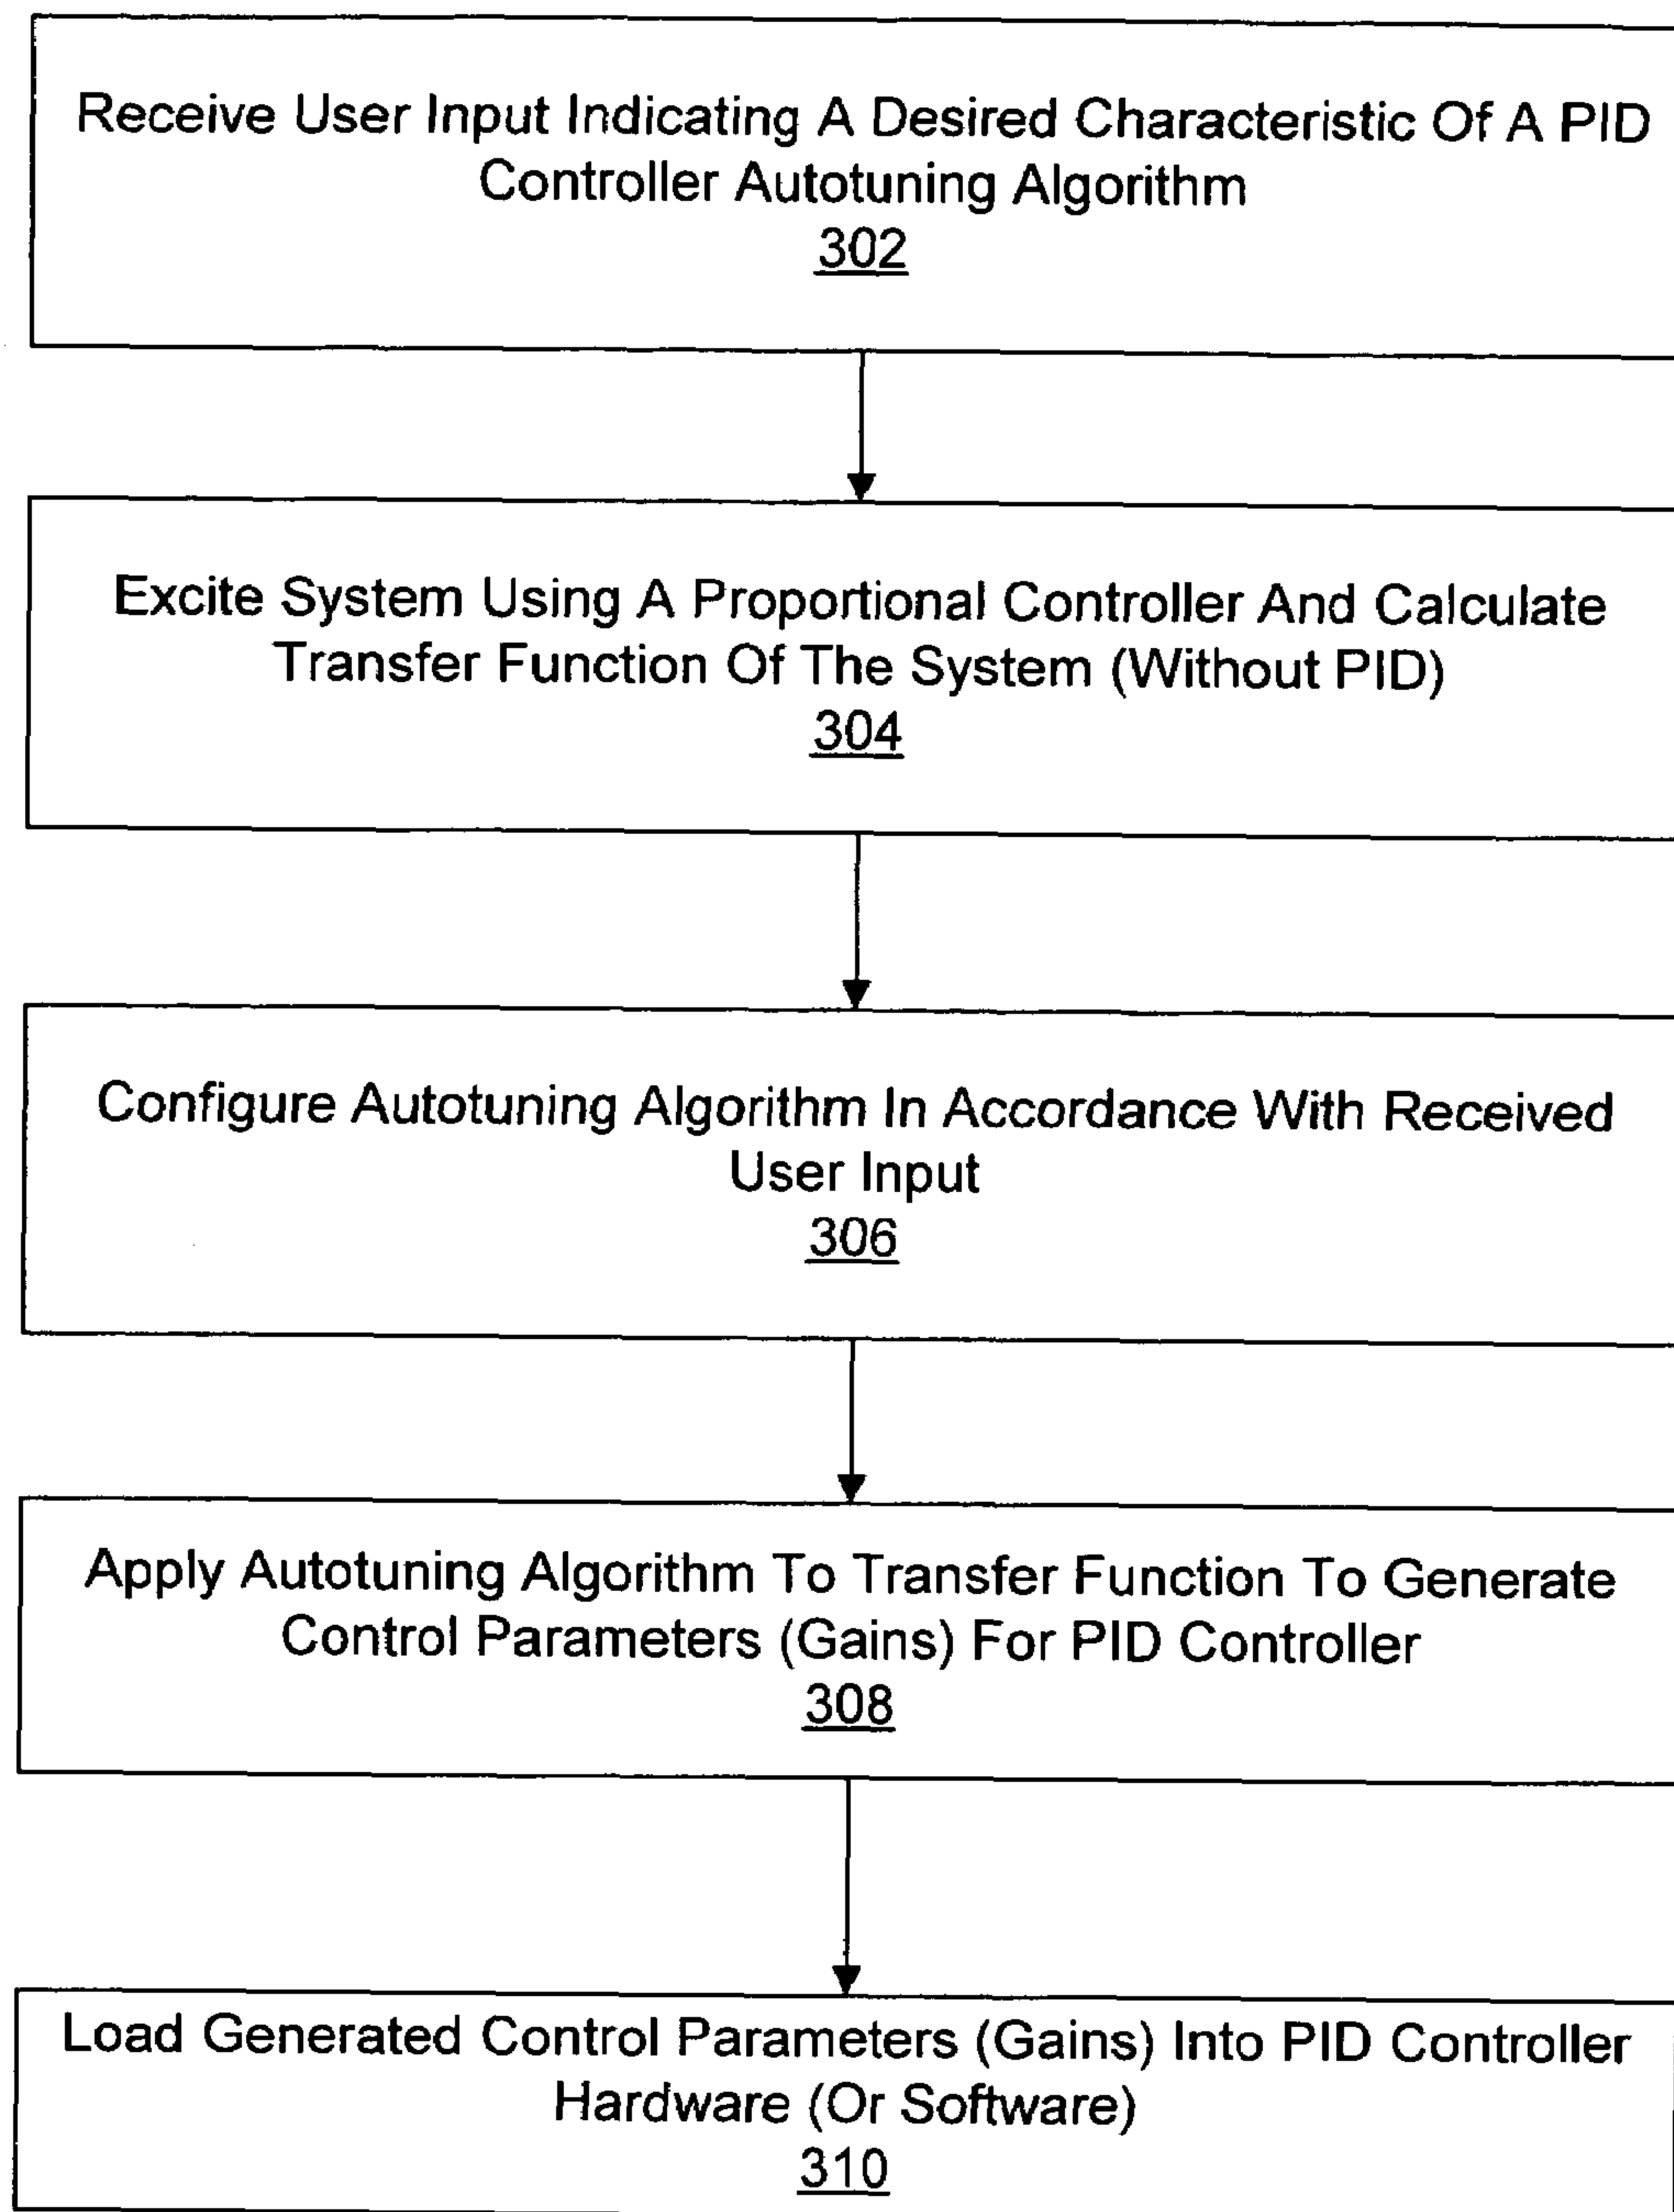 Receive User Input Indicating A Desired Characteristic Of A PID
Controller Autotuning Algorithm
302
Excite System Using A Proportional Controller And Calculate
Transfer Function Of The System (Without PID)
304
Configure Autotuning Algorithm In Accordance With Received
User Input
306
Apply Autotuning Algorithm To Transfer Function To Generate
Control Parameters (Gains) For PID Controller
308
Load Generated Control Parameters (Gains) Into PID Controller
Hardware (Or Software)
310